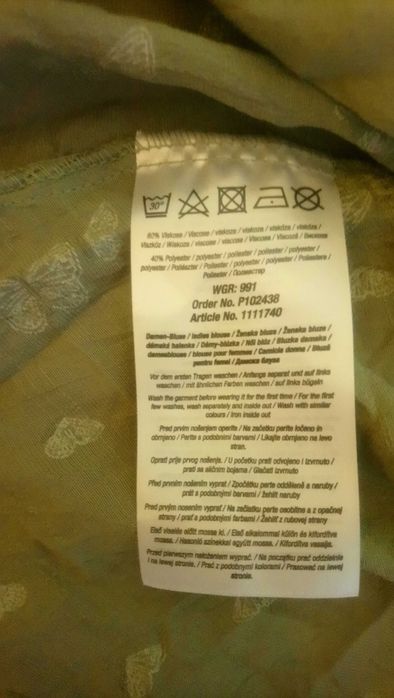 30°
60% Viskose / Viscose / viskoza / viskoza / viskóza / viskóza /
Viszkóz / Wiskoza / viscose / viscose / Viscosa / Viscoză / Вискоза
40% Polyester / polyester / poliester / poliester / polyester /
polyester / Poliészter / Poliester / polyester / polyester / Poliestere /
Poliester / Полиестер
WGR: 991
Order No. P102438
Article No. 1111740
Damen-Bluse / ladies blouse / Ženska bluza / Ženska bluza /
dámská halenka / Dámy-blúzka / Női blúz / Bluzka damska /
damesblouse / blouse pour femmes / Camicia donna / Bluză
pentru femei / Дамска блуза
Vor dem ersten Tragen waschen / Anfangs separat und auf links
waschen / mit ähnlichen Farben waschen / auf links bügeln
Wash the garment before wearing it for the first time / For the first
few washes, wash separately and inside out / Wash with similar
colours / Iron inside out
Pred prvim nošenjem operite / Na začetku perite ločeno in
obrnjeno / Perite s podobnimi barvami / Likajte obrnjeno na levo
stran.
Oprati prije prvog nošenja. / U početku prati odvojeno i izvrnuto /
prati sa sličnim bojama / Glačati izvrnuto
Před prvním nošením vyprat / Zpočátku perte odděleně a naruby /
prát s podobnými barvami / žehlit naruby
Pred prvým nosením vyprať / Na začiatku perte osobitne a z opačnej
strany / prať s podobnými farbami / Žehliť z rubovej strany
Első viselés előtt mossa ki. / Első alkalommal külön és kifordítva
mossa. / Hasonló színekkel együtt mossa. / Kifordítva vasalja.
Przed pierwszym nałożeniem wyprać. / Na początku prać oddzielnie
i na lewej stronie. / Prać z podobnymi kolorami / Prasować na lewej
stronie.